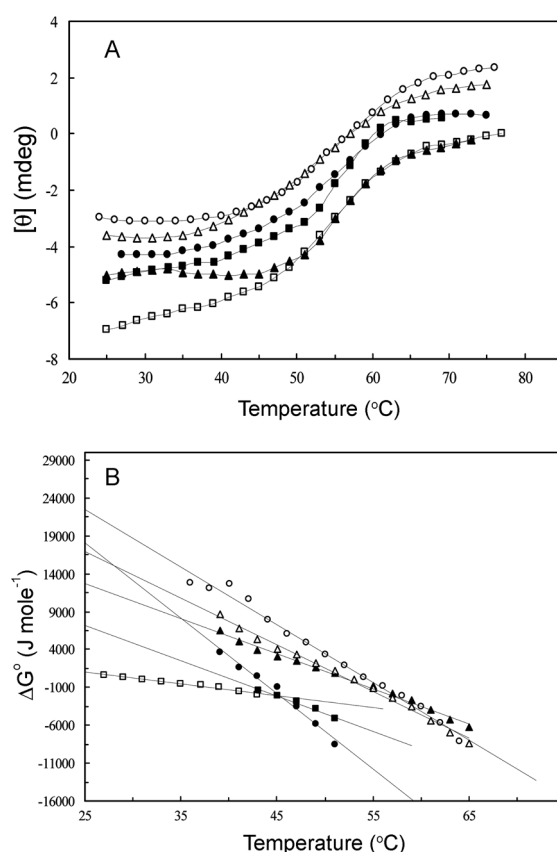 A
[θ] (mdeg)
4
2
0
-2
-4
-6
-8
20 30 40 50 60 70 80
Temperature (°C)
B
ΔG° (J mole⁻¹)
29000
24000
19000
14000
9000
4000
-1000
-6000
-11000
-16000
25 35 45 55 65
Temperature (°C)